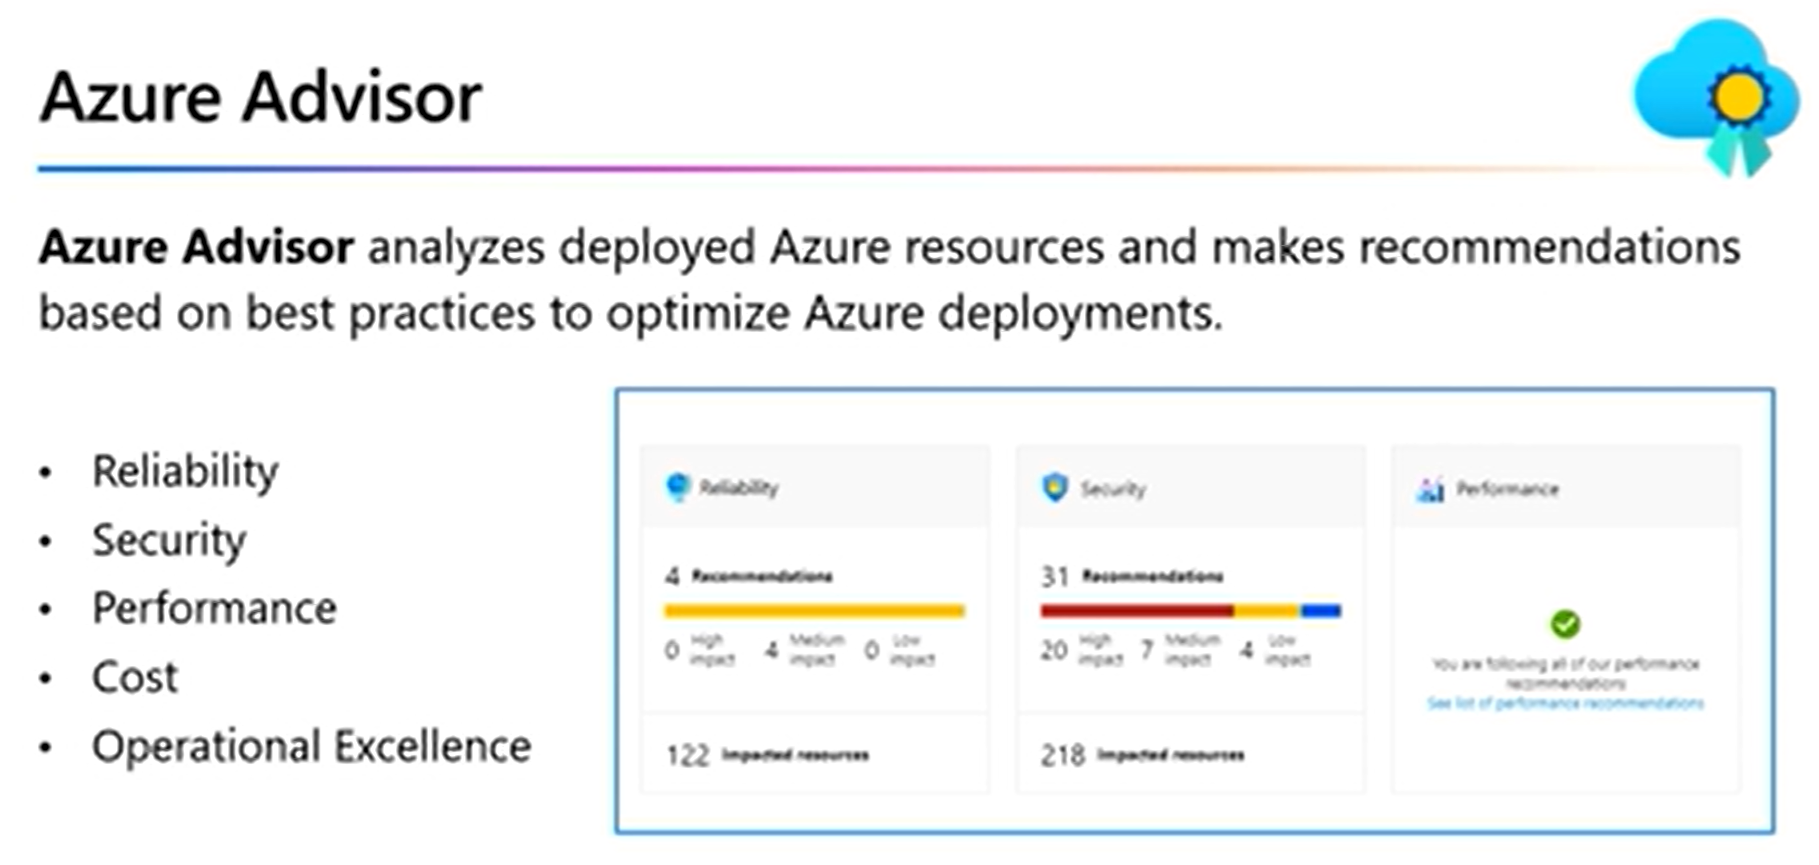 Azure Advisor
Azure Advisor analyzes deployed Azure resources and makes recommendations
based on best practices to optimize Azure deployments.
• Reliability
• Security
• Performance
• Cost
• Operational Excellence
Reliability
4 Recommendations
0 High impact 4 Medium impact 0 Low impact
122 Impacted resources
Security
31 Recommendations
20 High impact 7 Medium impact 4 Low impact
218 Impacted resources
Performance
You are following all of our performance
recommendations
See list of performance recommendations